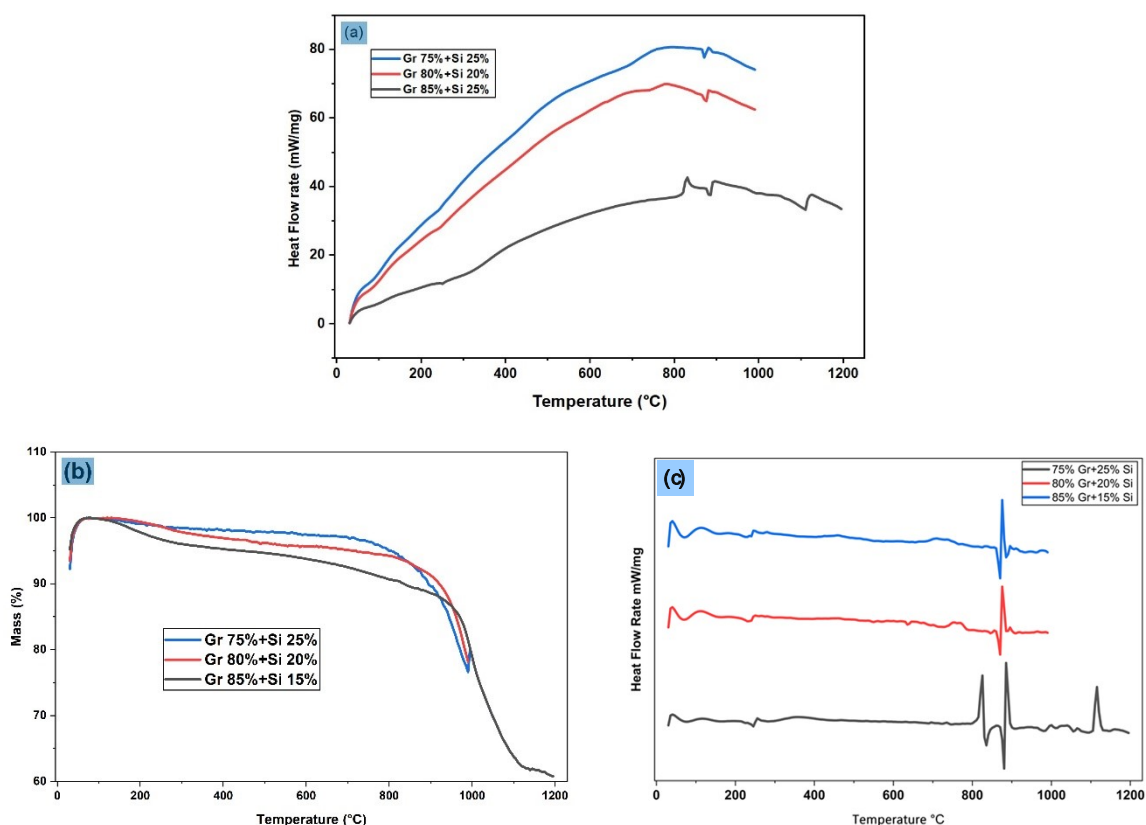 (a)
Gr 75%+Si 25%
Gr 80%+Si 20%
Gr 85%+Si 25%
Heat Flow rate (mW/mg)
80
60
40
20
0
0 200 400 600 800 1000 1200
Temperature (°C)
(b)
Gr 75%+Si 25%
Gr 80%+Si 20%
Gr 85%+Si 15%
Mass (%)
110
100
90
80
70
60
0 200 400 600 800 1000 1200
Temperature (°C)
(c)
75% Gr+25% Si
80% Gr+20% Si
85% Gr+15% Si
Heat Flow Rate mW/mg
0 200 400 600 800 1000 1200
Temperature °C